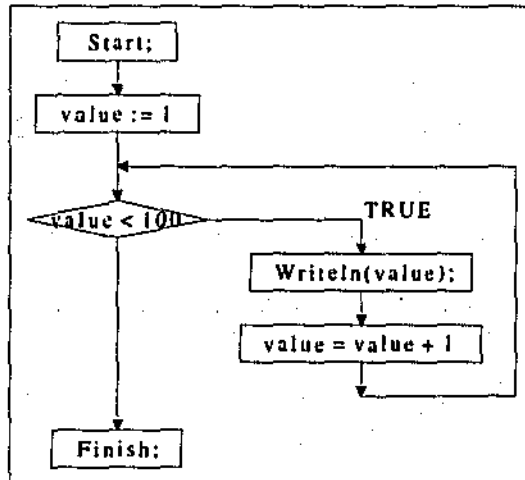 Start;
value := 1
value < 100
TRUE
Writeln(value);
value = value + 1
Finish;